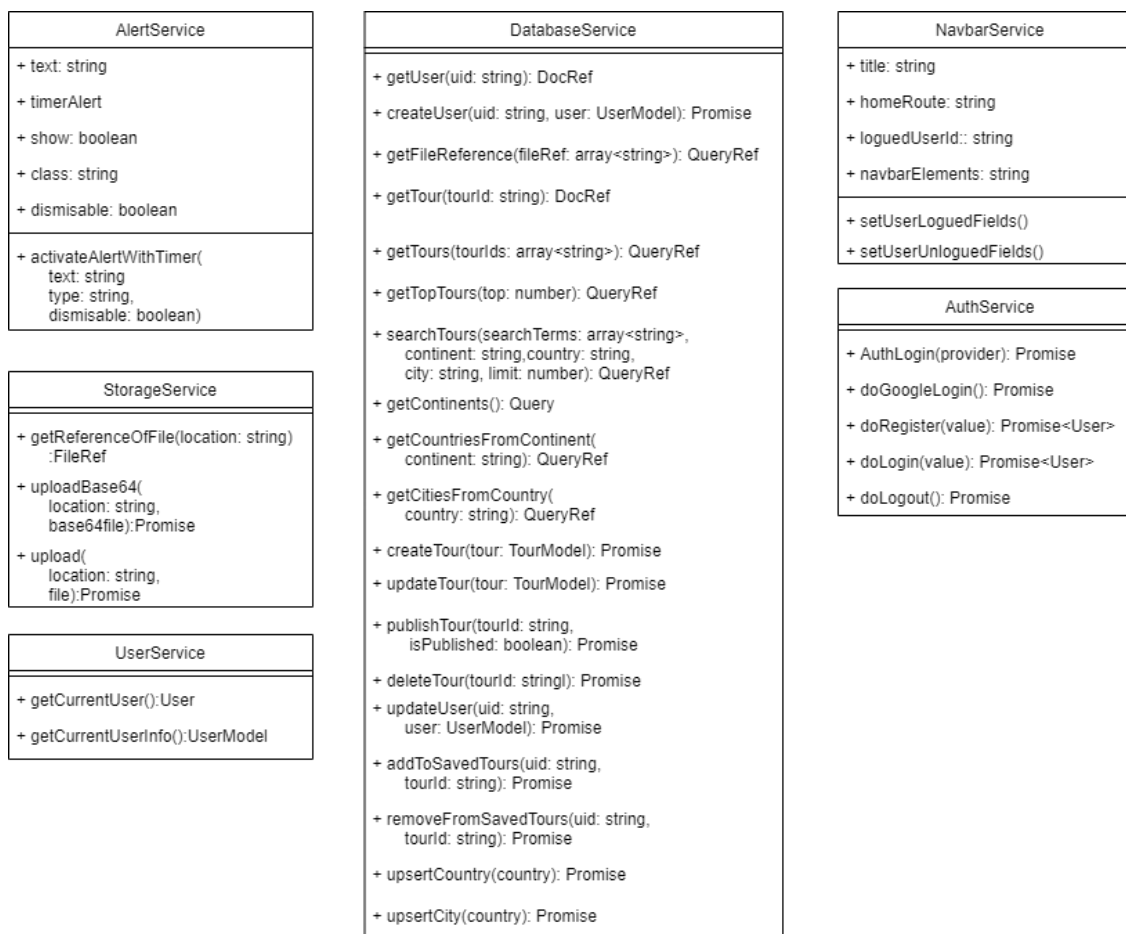 AlertService
+ text: string
+ timerAlert
+ show: boolean
+ class: string
+ dismisable: boolean
+ activateAlertWithTimer(
text: string
type: string,
dismisable: boolean)
StorageService
+ getReferenceOfFile(location: string)
:FileRef
+ uploadBase64(
location: string,
base64file):Promise
+ upload(
location: string,
file):Promise
UserService
+ getCurrentUser():User
+ getCurrentUserInfo():UserModel
DatabaseService
+ getUser(uid: string): DocRef
+ createUser(uid: string, user: UserModel): Promise
+ getFileReference(fileRef: array<string>): QueryRef
+ getTour(tourId: string): DocRef
+ getTours(tourIds: array<string>): QueryRef
+ getTopTours(top: number): QueryRef
+ searchTours(searchTerms: array<string>,
continent: string,country: string,
city: string, limit: number): QueryRef
+ getContinents(): Query
+ getCountriesFromContinent(
continent: string): QueryRef
+ getCitiesFromCountry(
country: string): QueryRef
+ createTour(tour: TourModel): Promise
+ updateTour(tour: TourModel): Promise
+ publishTour(tourId: string,
isPublished: boolean): Promise
+ deleteTour(tourId: stringl): Promise
+ updateUser(uid: string,
user: UserModel): Promise
+ addToSavedTours(uid: string,
tourId: string): Promise
+ removeFromSavedTours(uid: string,
tourId: string): Promise
+ upsertCountry(country): Promise
+ upsertCity(country): Promise
NavbarService
+ title: string
+ homeRoute: string
+ loguedUserId:: string
+ navbarElements: string
+ setUserLoguedFields()
+ setUserUnloguedFields()
AuthService
+ AuthLogin(provider): Promise
+ doGoogleLogin(): Promise
+ doRegister(value): Promise<User>
+ doLogin(value): Promise<User>
+ doLogout(): Promise